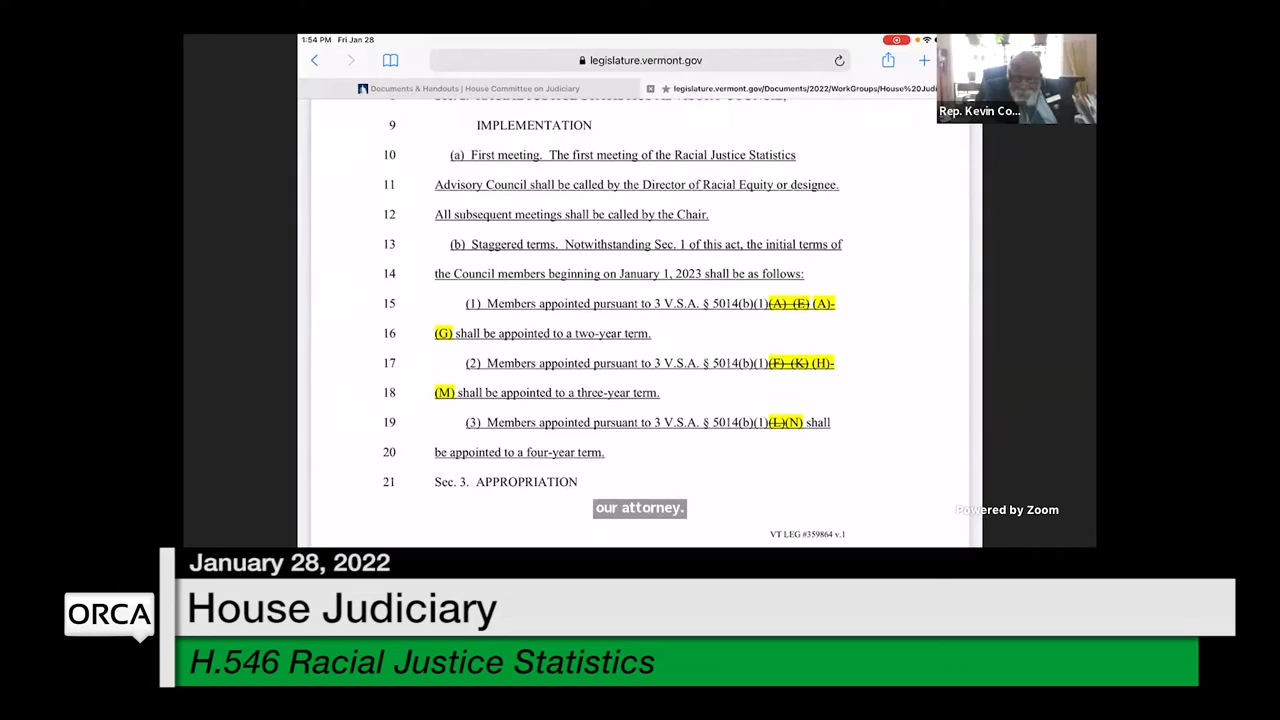 1:54 PM Fri Jan 28
legislature.vermont.gov
Documents & Handouts | House Committee on Judiciary
legislature.vermont.gov/Documents/2022/WorkGroups/House%20Judi
Rep. Kevin Co...
9 IMPLEMENTATION
10 (a) First meeting. The first meeting of the Racial Justice Statistics
11 Advisory Council shall be called by the Director of Racial Equity or designee.
12 All subsequent meetings shall be called by the Chair.
13 (b) Staggered terms. Notwithstanding Sec. 1 of this act, the initial terms of
14 the Council members beginning on January 1, 2023 shall be as follows:
15 (1) Members appointed pursuant to 3 V.S.A. § 5014(b)(1)(A)-(E) (A)-
16 (G) shall be appointed to a two-year term.
17 (2) Members appointed pursuant to 3 V.S.A. § 5014(b)(1)(F)-(K) (H)-
18 (M) shall be appointed to a three-year term.
19 (3) Members appointed pursuant to 3 V.S.A. § 5014(b)(1)(L)(N) shall
20 be appointed to a four-year term.
21 Sec. 3. APPROPRIATION
our attorney.
Powered by Zoom
VT LEG #359864 v.1
January 28, 2022
ORCA
House Judiciary
H.546 Racial Justice Statistics